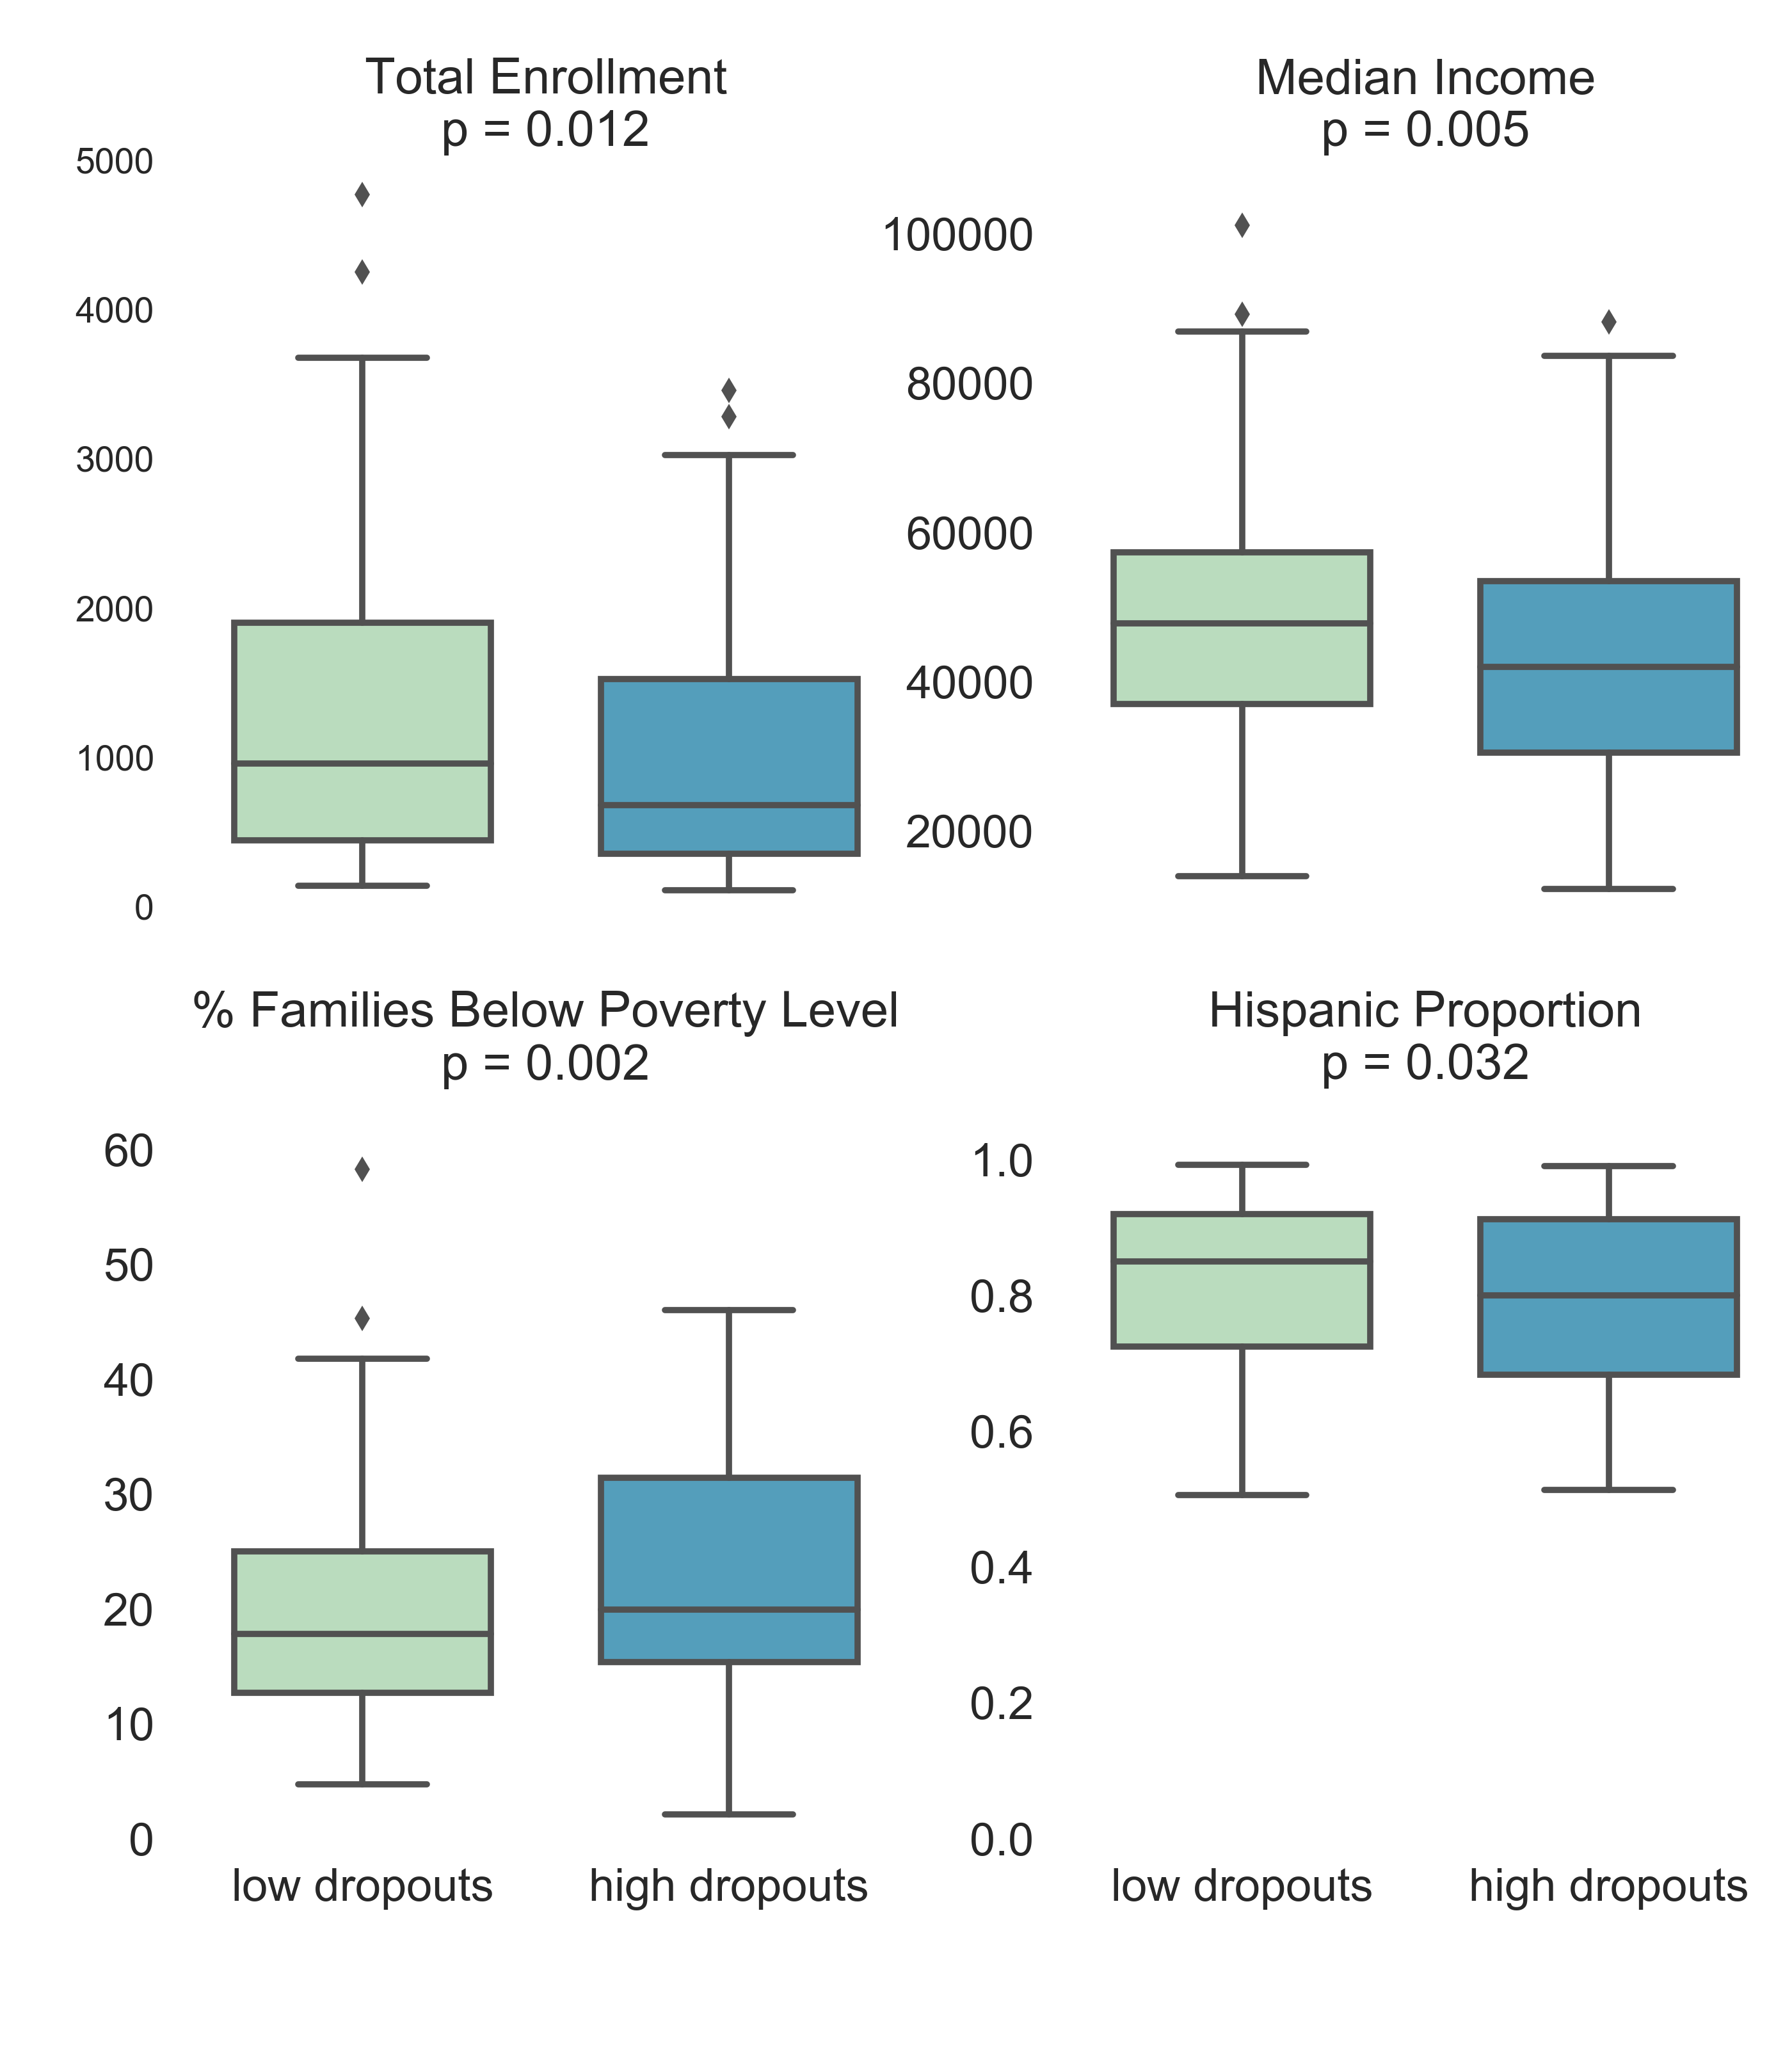 Total Enrollment
p = 0.012
5000
4000
3000
2000
1000
0
Median Income
p = 0.005
100000
80000
60000
40000
20000
% Families Below Poverty Level
p = 0.002
60
50
40
30
20
10
0
low dropouts
high dropouts
Hispanic Proportion
p = 0.032
1.0
0.8
0.6
0.4
0.2
0.0
low dropouts
high dropouts